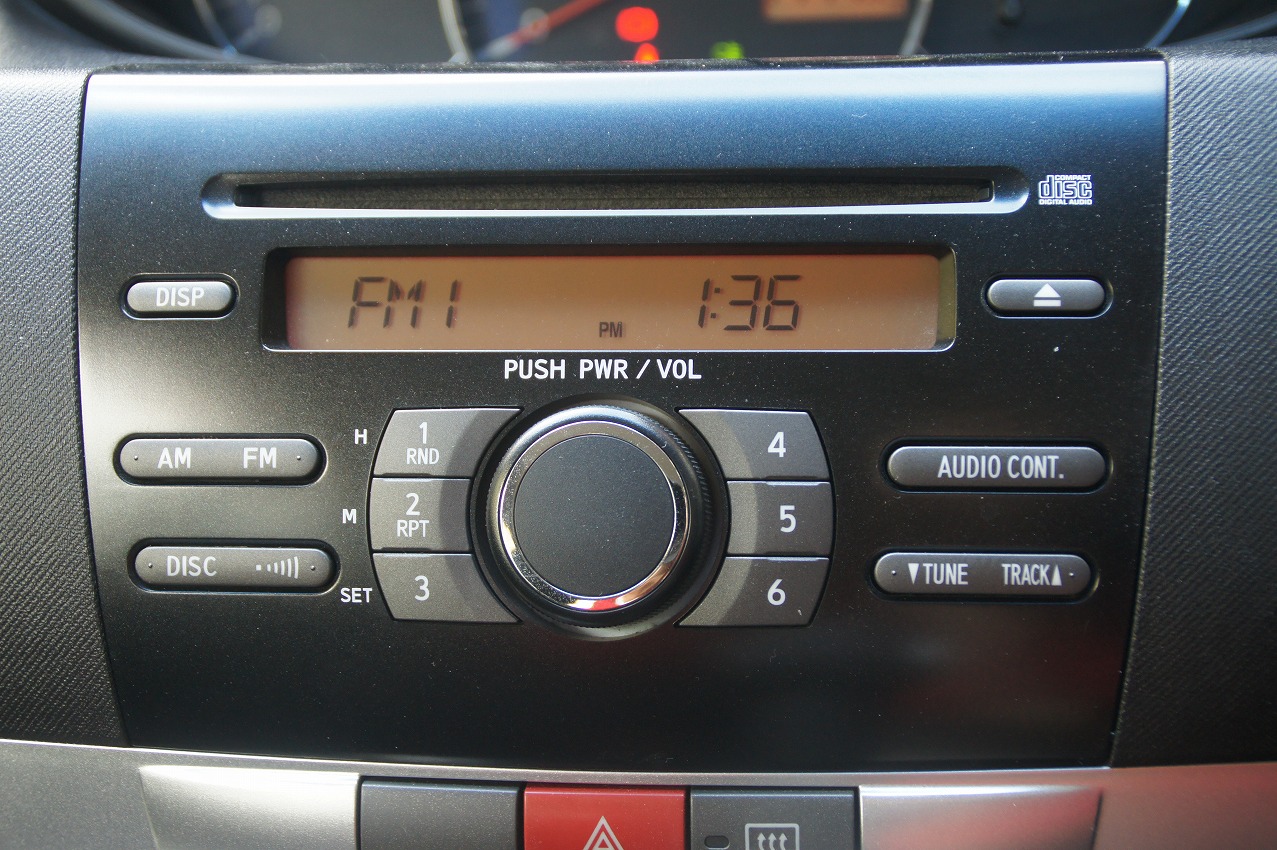 COMPACT
disc
DIGITAL AUDIO
DISP
FM1 PM 1:36
PUSH PWR / VOL
AM FM
H 1 RND
4
AUDIO CONT.
M 2 RPT
5
DISC
▼TUNE TRACK▲
SET 3
6